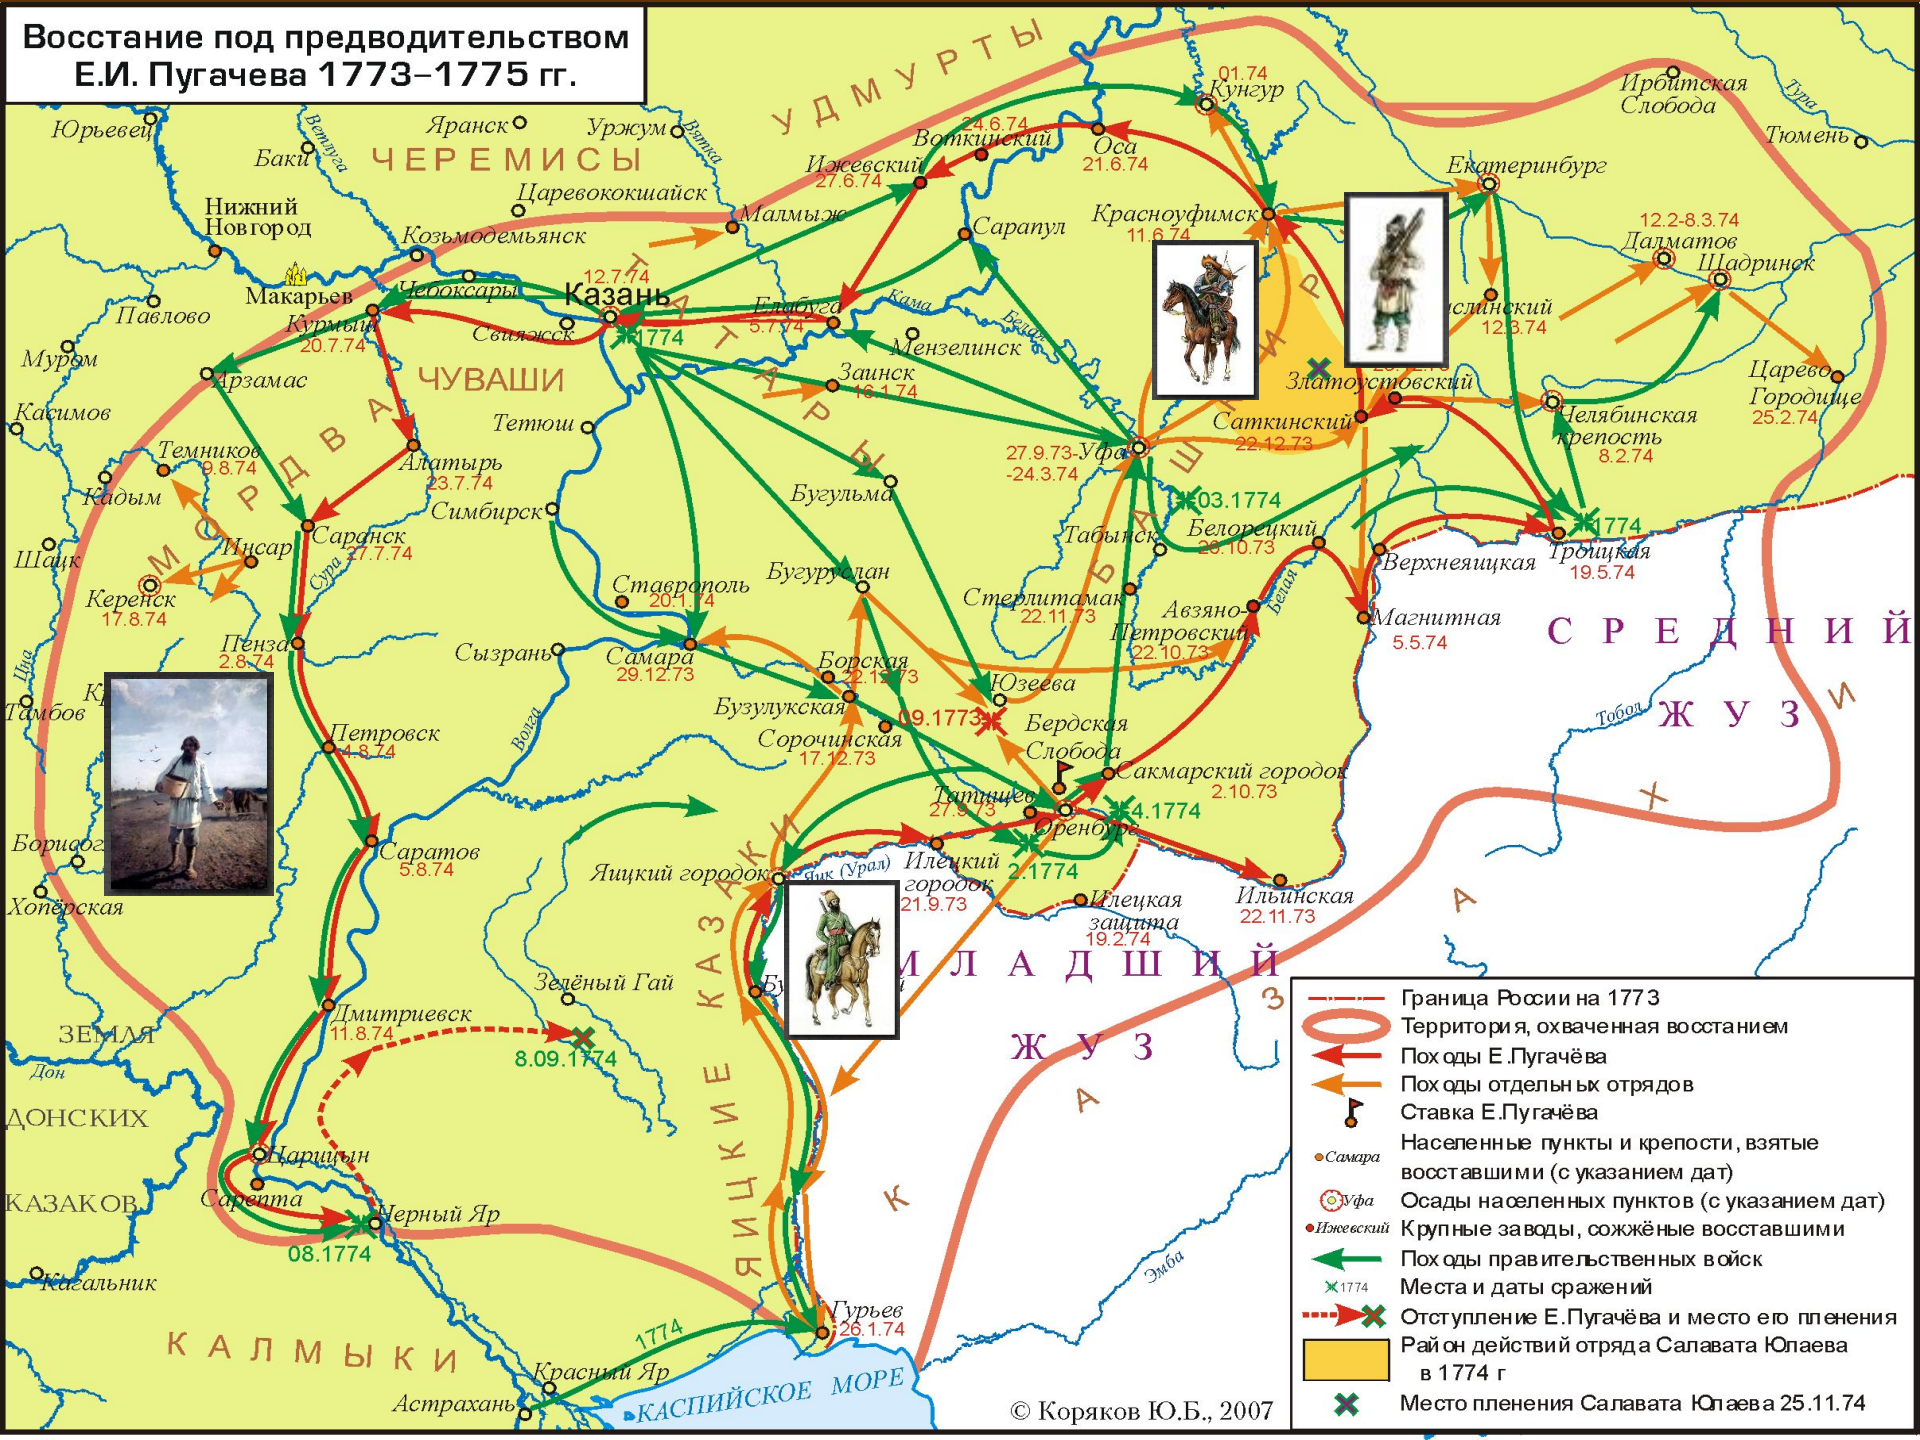 Восстание под предводительством
Е.И. Пугачева 1773–1775 гг.
УДМУРТЫ
01.74
Кунгур
Ирбитская
Слобода
Тура
Тюмень
Юрьевец
Ветлуга
Баки
Яранск
Уржум
Вятка
ЧЕРЕМИСЫ
24.6.74
Воткинский
Оса
21.6.74
Ижевский
27.6.74
Екатеринбург
Царевококшайск
Нижний
Новгород
Малмыж
Сарапул
Красноуфимск
11.6.74
12.2-8.3.74
Далматов
Шадринск
Козьмодемьянск
Макарьев
Чебоксары
12.7.74
Казань
ТАТАРЫ
Кама
Белая
Елабуга
5.7.74
Павлово
Курмыш
20.7.74
Свияжск
1774
Мензелинск
12.3.74
Муром
Арзамас
ЧУВАШИ
Заинск
16.1.74
Златоустовский
Царево
Городище
25.2.74
Касимов
Тетюш
Саткинский
22.12.73
Челябинская
крепость
8.2.74
МОРДВА
Темников
9.8.74
Алатырь
23.7.74
27.9.73-
-24.3.74
Уфа
БАШКИРЫ
Кадым
Симбирск
Бугульма
03.1774
Белорецкий
26.10.73
1774
Троицкая
19.5.74
Верхнеяицкая
Шацк
Инсар
Саранск
27.7.74
Сура
Табынск
Керенск
17.8.74
Ставрополь
20.1.74
Бугуруслан
Стерлитамак
22.11.73
Авзяно-
Петровский
22.10.73
Белая
Магнитная
5.5.74
СРЕДНИЙ
ЖУЗ
Тобол
Цна
Пенза
2.8.74
Сызрань
Самара
29.12.73
Борская
22.12.73
Юзеева
Тамбов
Волга
Бузулукская
09.1773
Бердская
Слобода
Петровск
4.8.74
Сорочинская
17.12.73
Сакмарский городок
2.10.73
Татищев
27.9.73
4.1774
Оренбург
Саратов
5.8.74
Яицкий городок
Яик (Урал)
Илецкий
городок
21.9.73
2.1774
Илецкая
защита
19.2.74
Ильинская
22.11.73
Хопёрская
МЛАДШИЙ
ЖУЗ
КАЗАХИ
ЯИЦКИЕ КАЗАКИ
Зелёный Гай
Дмитриевск
11.8.74
8.09.1774
ЗЕМЛЯ
Дон
ДОНСКИХ
КАЗАКОВ
Царицын
Сарепта
Черный Яр
08.1774
Кагальник
КАЛМЫКИ
Эмба
Гурьев
26.1.74
1774
Красный Яр
Астрахань
КАСПИЙСКОЕ МОРЕ
© Коряков Ю.Б., 2007
Граница России на 1773
Территория, охваченная восстанием
Походы Е.Пугачёва
Походы отдельных отрядов
Ставка Е.Пугачёва
Самара
Населенные пункты и крепости, взятые
восставшими (с указанием дат)
Уфа
Осады населенных пунктов (с указанием дат)
Ижевский
Крупные заводы, сожжёные восставшими
Походы правительственных войск
1774
Места и даты сражений
Отступление Е.Пугачёва и место его пленения
Район действий отряда Салавата Юлаева
в 1774 г
Место пленения Салавата Юлаева 25.11.74